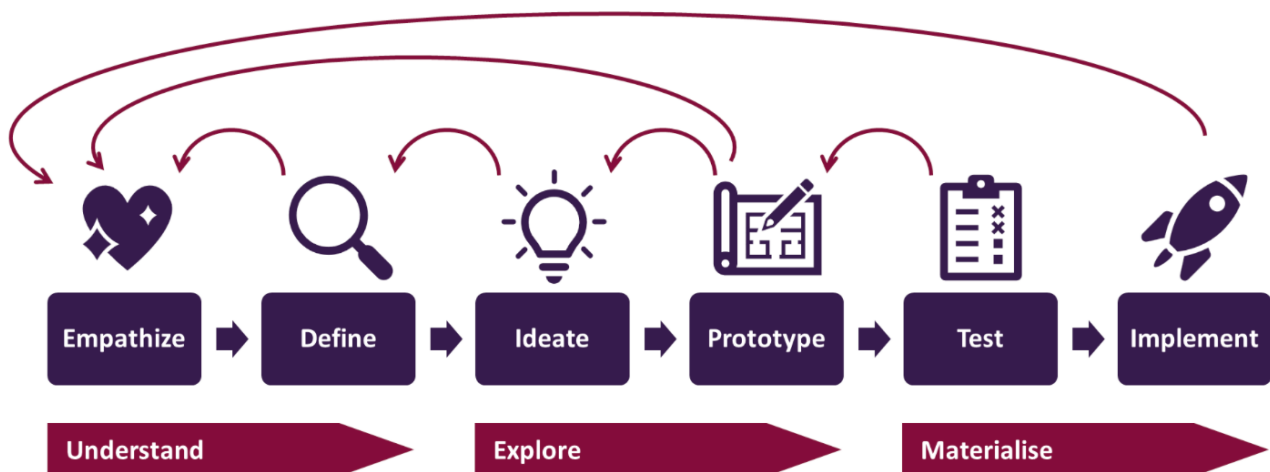 Empathize
Define
Ideate
Prototype
Test
Implement
Understand
Explore
Materialise